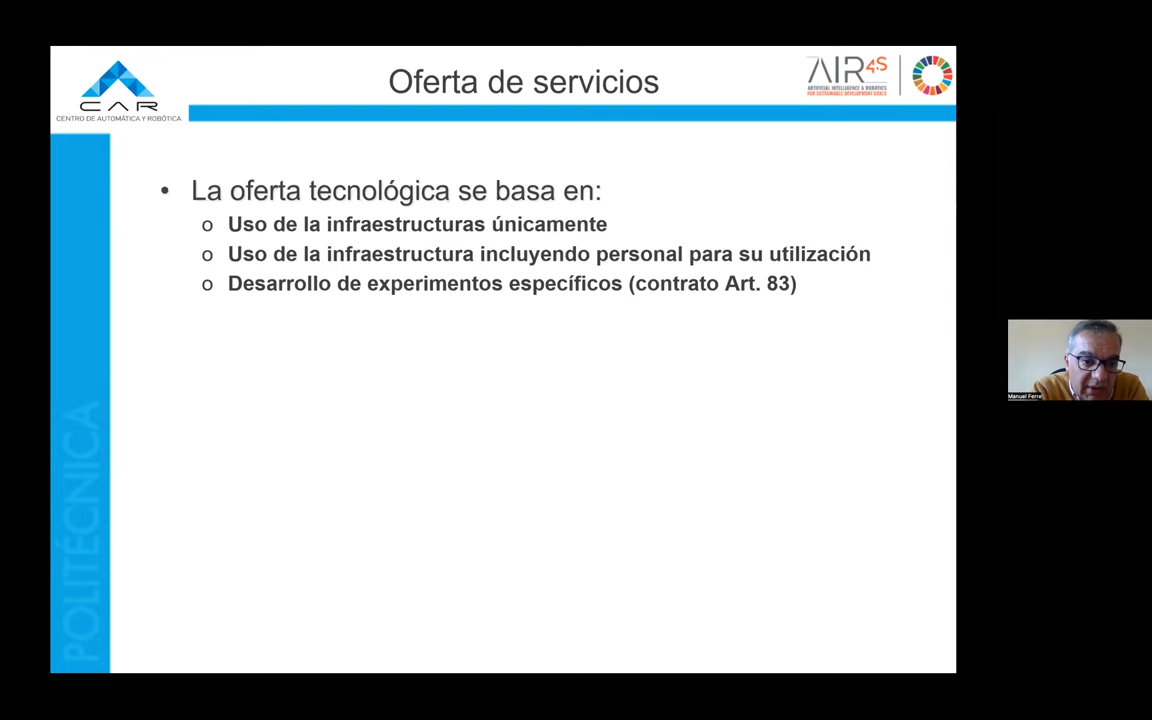 Oferta de servicios
CAR
CENTRO DE AUTOMÁTICA Y ROBÓTICA
AIR4S
ARTIFICIAL INTELLIGENCE & ROBOTICS
FOR SUSTAINABLE DEVELOPMENT GOALS
• La oferta tecnológica se basa en:
o Uso de la infraestructuras únicamente
o Uso de la infraestructura incluyendo personal para su utilización
o Desarrollo de experimentos específicos (contrato Art. 83)
POLITÉCNICA
Manuel Ferre